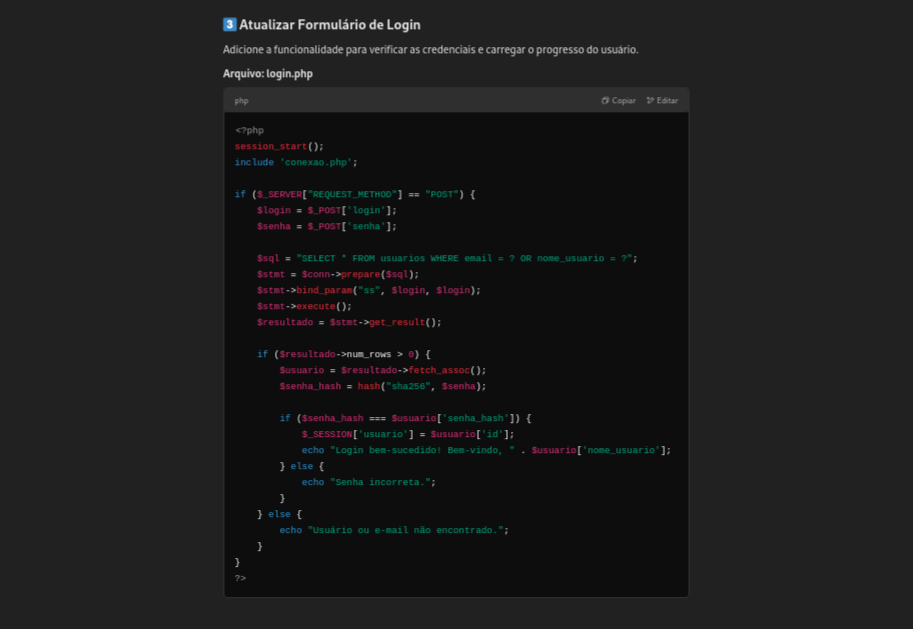 3 Atualizar Formulário de Login
Adicione a funcionalidade para verificar as credenciais e carregar o progresso do usuário.
Arquivo: login.php
php Copiar Editar
<?php
session_start();
include 'conexao.php';
if ($_SERVER["REQUEST_METHOD"] == "POST") {
$login = $_POST['login'];
$senha = $_POST['senha'];
$sql = "SELECT * FROM usuarios WHERE email = ? OR nome_usuario = ?";
$stmt = $conn->prepare($sql);
$stmt->bind_param("ss", $login, $login);
$stmt->execute();
$resultado = $stmt->get_result();
if ($resultado->num_rows > 0) {
$usuario = $resultado->fetch_assoc();
$senha_hash = hash("sha256", $senha);
if ($senha_hash === $usuario['senha_hash']) {
$_SESSION['usuario'] = $usuario['id'];
echo "Login bem-sucedido! Bem-vindo, " . $usuario['nome_usuario'];
} else {
echo "Senha incorreta.";
}
} else {
echo "Usuário ou e-mail não encontrado.";
}
}
?>